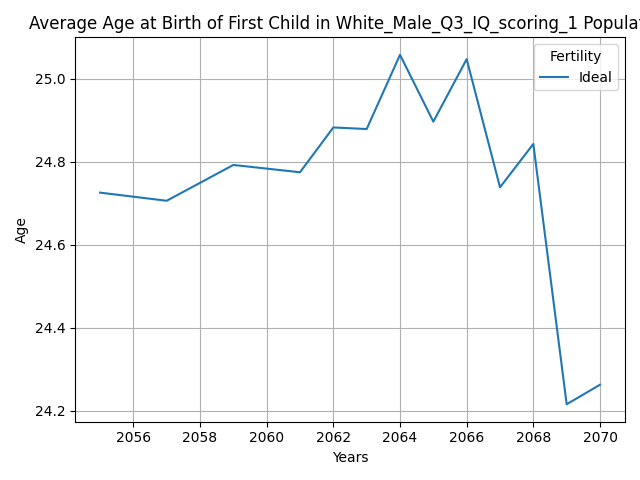 Average Age at Birth of First Child in White_Male_Q3_IQ_scoring_1 Populat
Fertility
Ideal
25.0
24.8
24.6
24.4
24.2
Age
2056 2058 2060 2062 2064 2066 2068 2070
Years